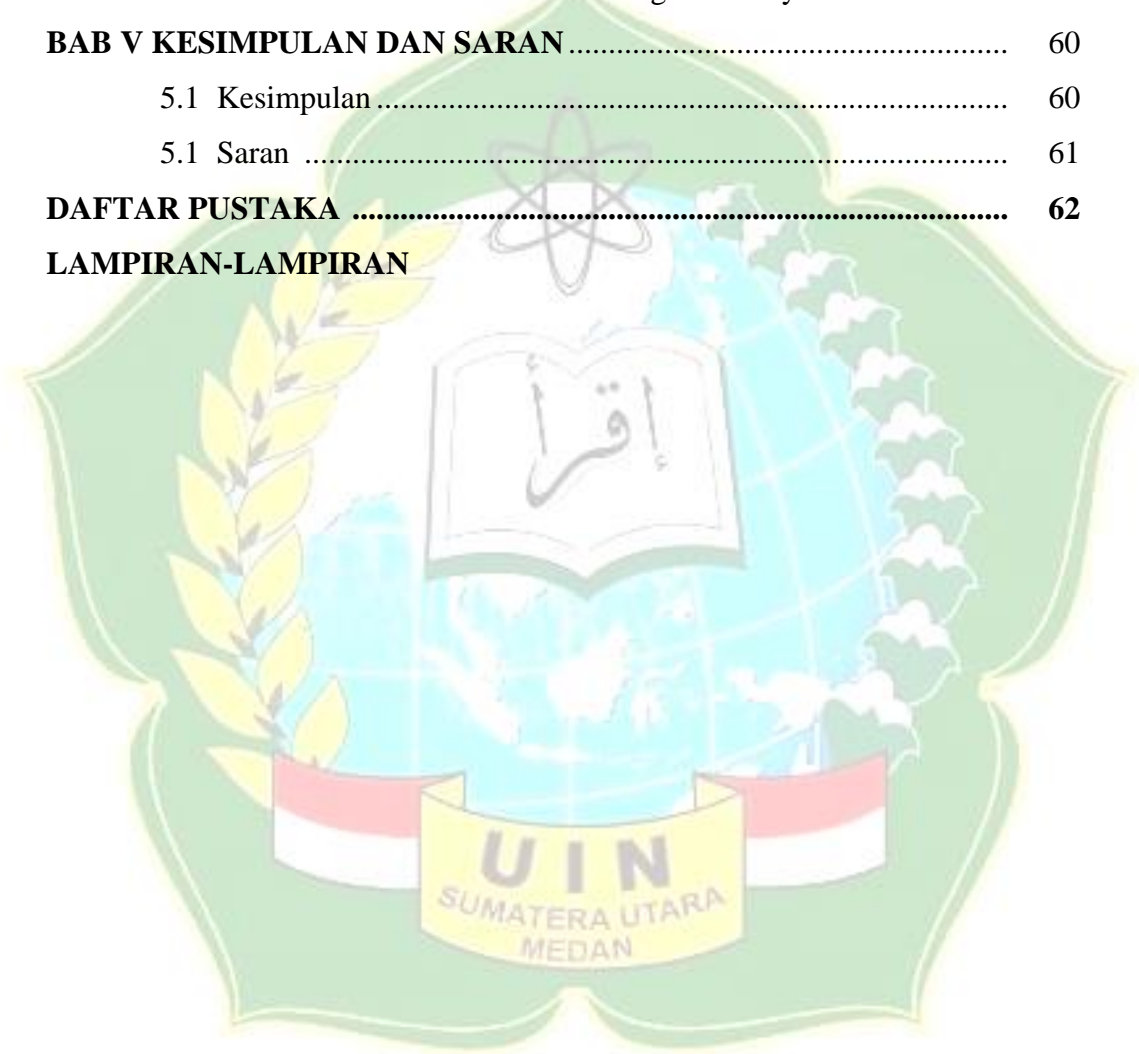 BAB V KESIMPULAN DAN SARAN ........................................................ 60
5.1 Kesimpulan ................................................................................ 60
5.1 Saran ......................................................................................... 61
DAFTAR PUSTAKA ................................................................................... 62
LAMPIRAN-LAMPIRAN
إقرأ
UIN
SUMATERA UTARA
MEDAN